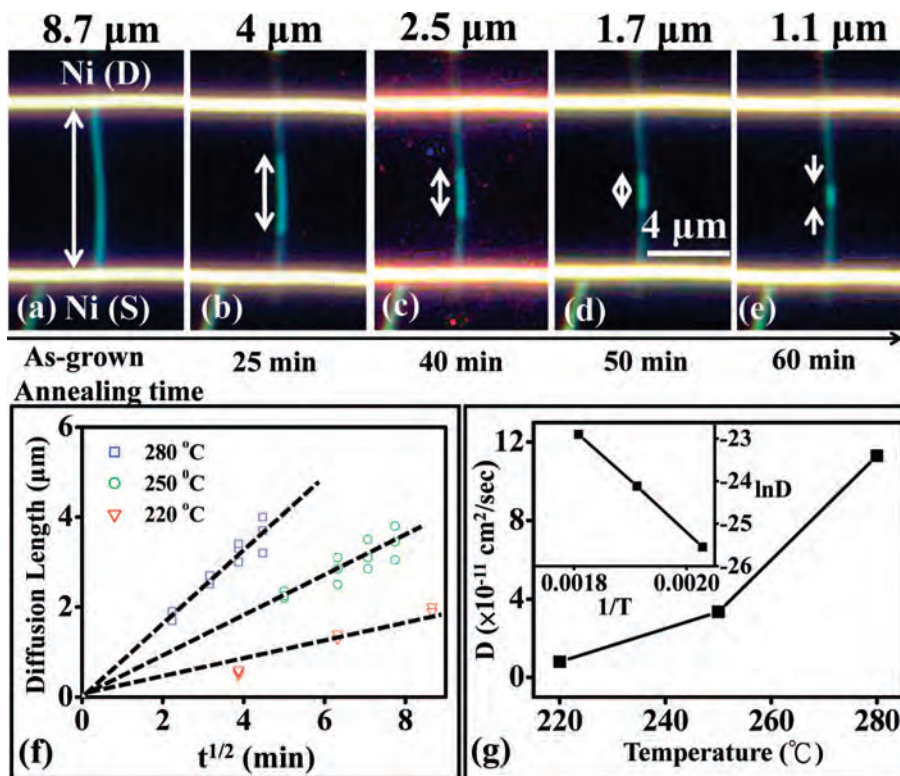 8.7 µm 4 µm 2.5 µm 1.7 µm 1.1 µm
Ni (D)
4 µm
(a) Ni (S) (b) (c) (d) (e)
As-grown 25 min 40 min 50 min 60 min
Annealing time
6
4
2
0
Diffusion Length (µm)
280 °C
250 °C
220 °C
0 2 4 6 8
(f) t^1/2 (min)
12
8
4
0
D (×10^-11 cm²/sec)
-23
-24
-25
-26
lnD
0.0018 0.0020
1/T
220 240 260 280
(g) Temperature (℃)